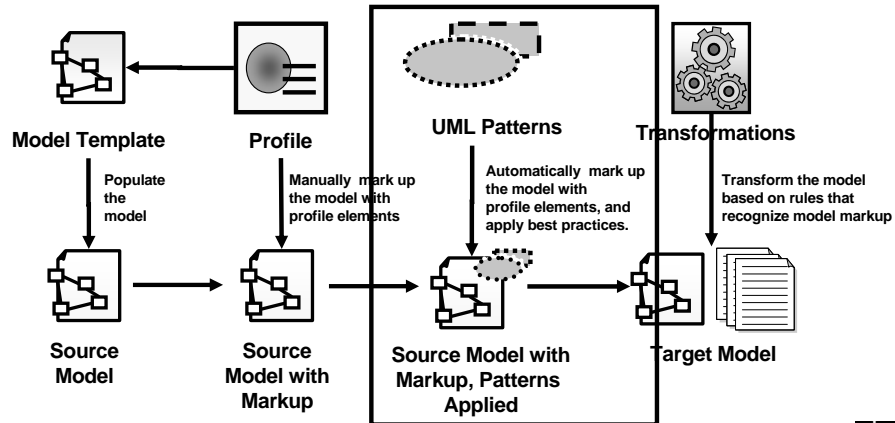 Model Template
Profile
UML Patterns
Transformations
Populate
the
model
Manually mark up
the model with
profile elements
Automatically mark up
the model with
profile elements, and
apply best practices.
Transform the model
based on rules that
recognize model markup
Source
Model
Source
Model with
Markup
Source Model with
Markup, Patterns
Applied
Target Model